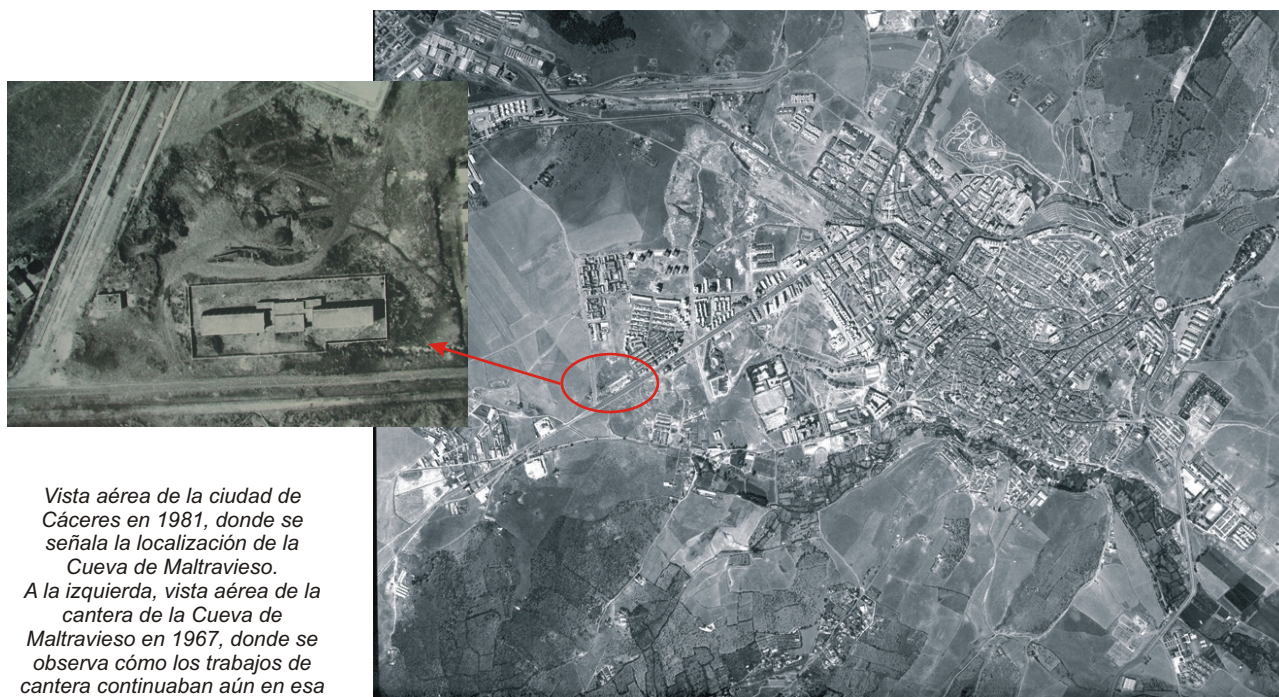 Vista aérea de la ciudad de
Cáceres en 1981, donde se
señala la localización de la
Cueva de Maltravieso.
A la izquierda, vista aérea de la
cantera de la Cueva de
Maltravieso en 1967, donde se
observa cómo los trabajos de
cantera continuaban aún en esa